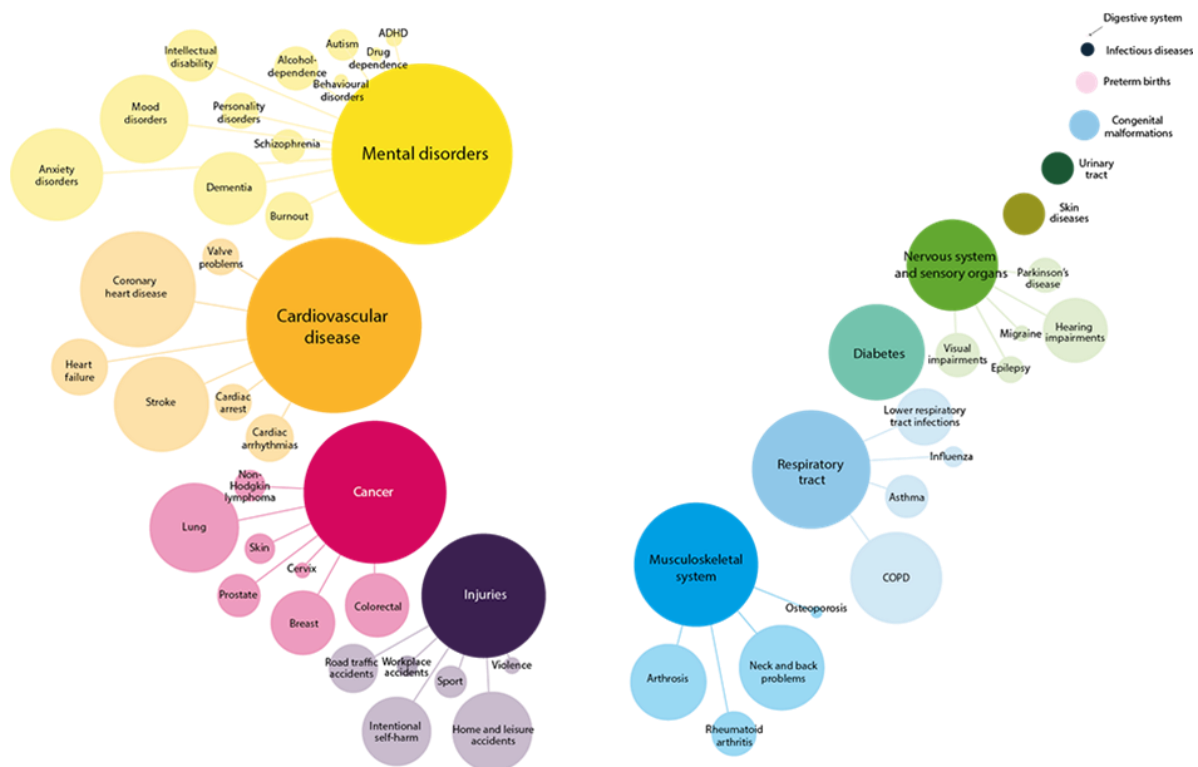 ADHD
Autism
Drug
dependence
Intellectual
disability
Alcohol-
dependence
Behavioural
disorders
Mood
disorders
Personality
disorders
Schizophrenia
Mental disorders
Anxiety
disorders
Dementia
Burnout
Valve
problems
Coronary
heart disease
Cardiovascular
disease
Heart
failure
Stroke
Cardiac
arrest
Cardiac
arrhythmias
Non-
Hodgkin
lymphoma
Cancer
Lung
Skin
Cervix
Prostate
Breast
Colorectal
Injuries
Road traffic
accidents
Workplace
accidents
Sport
Violence
Intentional
self-harm
Home and leisure
accidents
Digestive system
Infectious diseases
Preterm births
Congenital
malformations
Urinary
tract
Skin
diseases
Nervous system
and sensory organs
Parkinson's
disease
Migraine
Hearing
impairments
Visual
impairments
Epilepsy
Diabetes
Lower respiratory
tract infections
Respiratory
tract
Influenza
Asthma
COPD
Musculoskeletal
system
Osteoporosis
Arthrosis
Neck and back
problems
Rheumatoid
arthritis